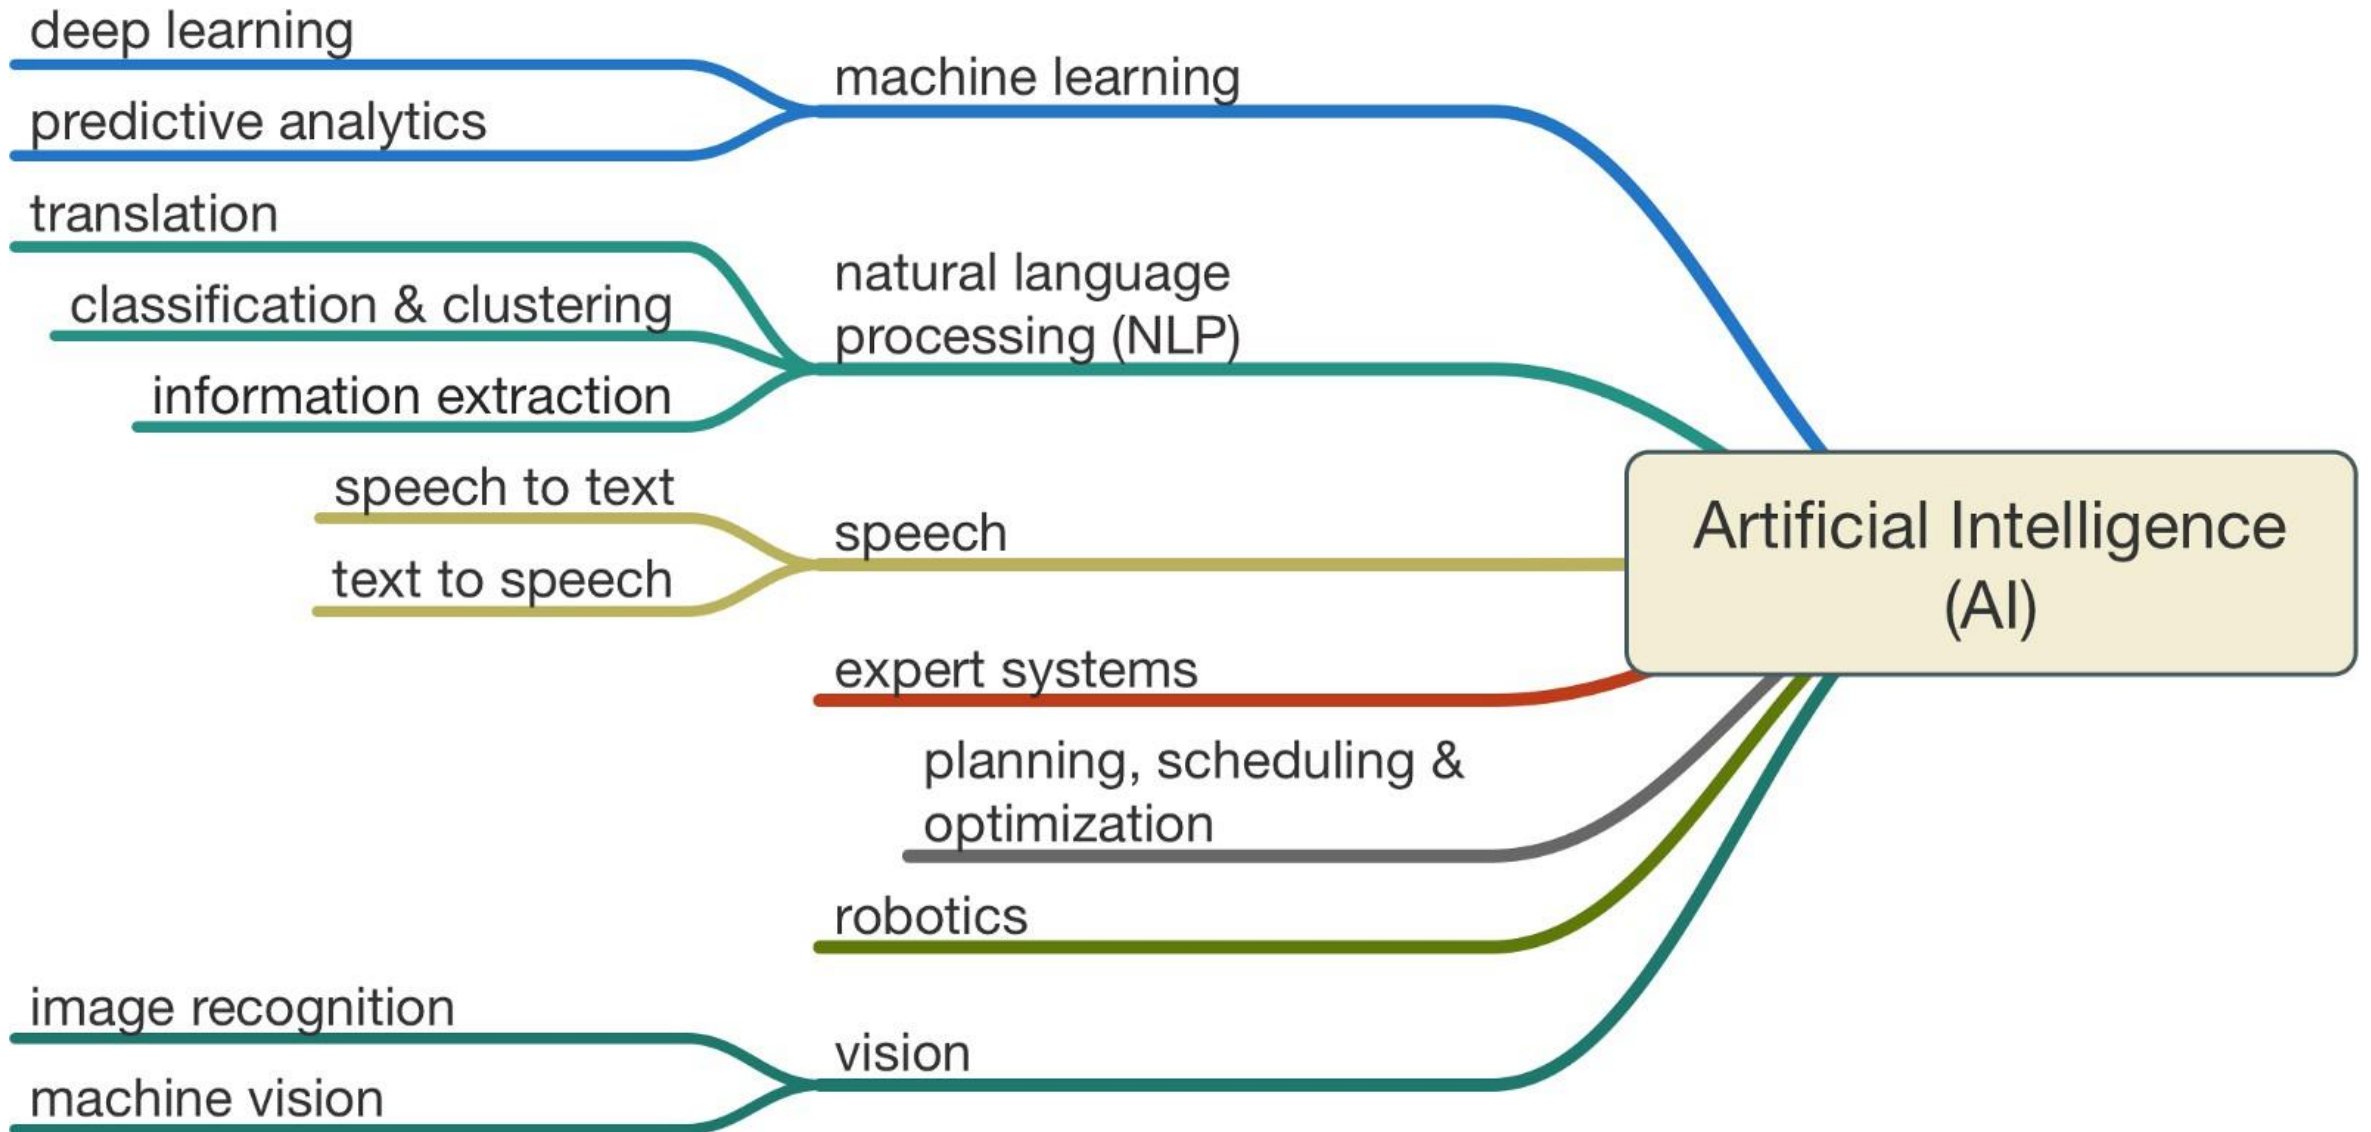 deep learning
machine learning
predictive analytics
translation
natural language
processing (NLP)
classification & clustering
information extraction
speech to text
speech
text to speech
Artificial Intelligence
(AI)
expert systems
planning, scheduling &
optimization
robotics
image recognition
vision
machine vision